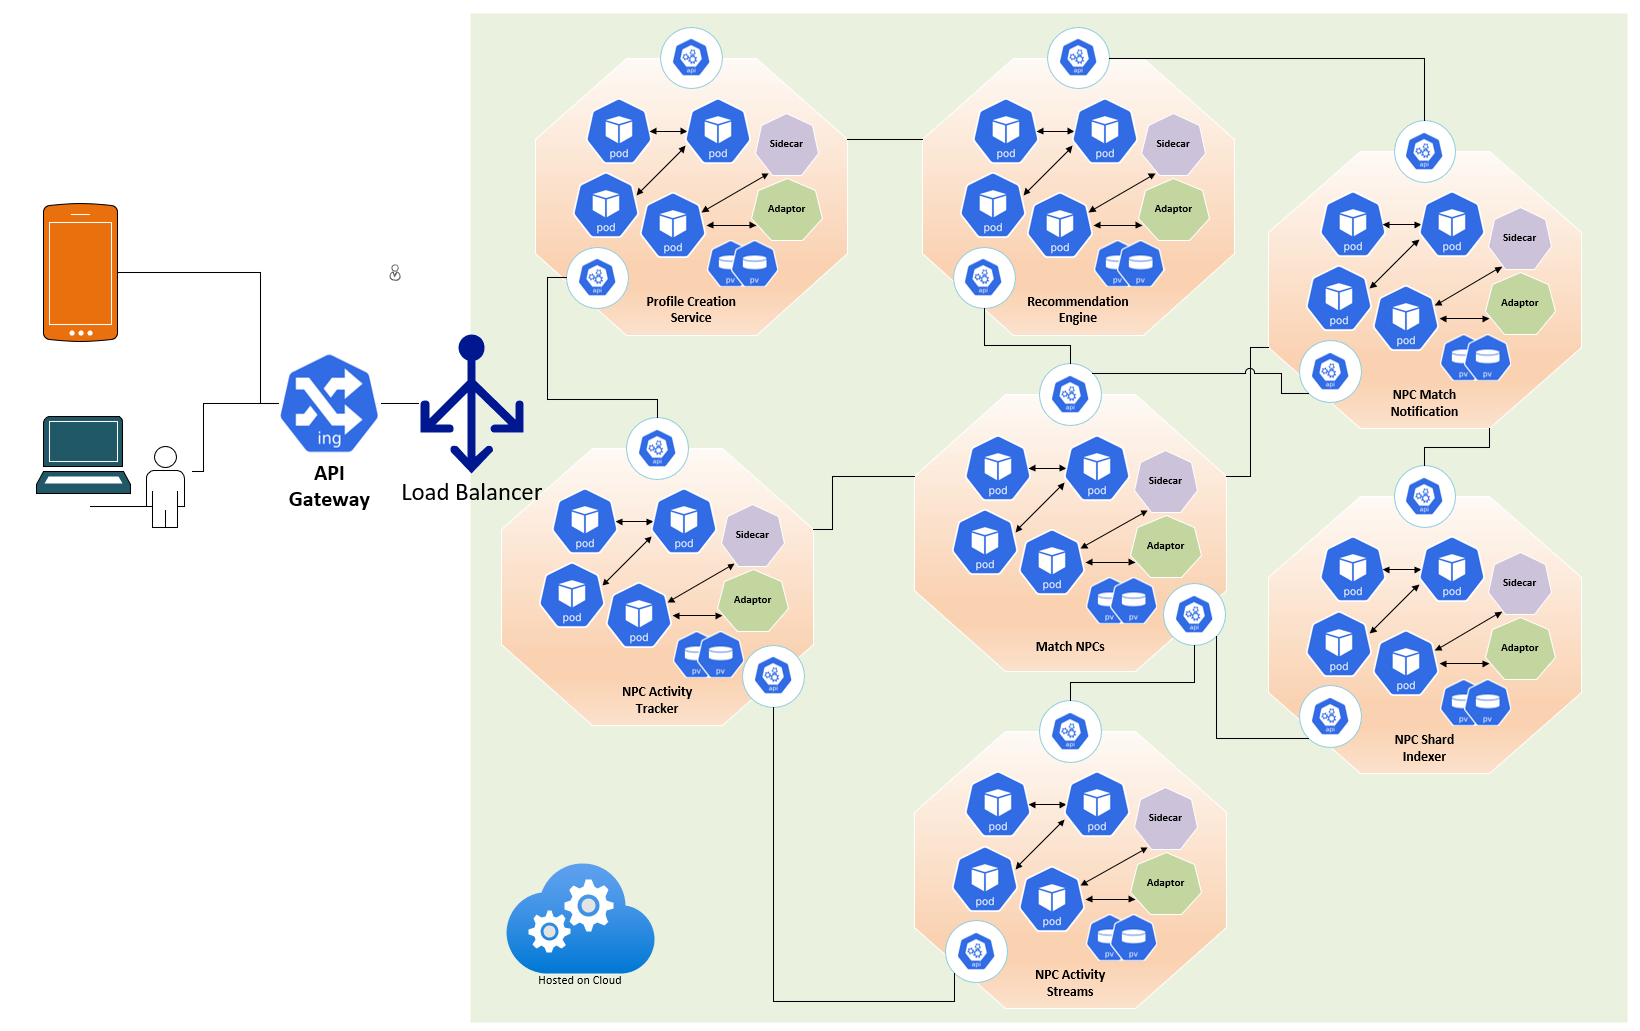 api
pod
pod
Sidecar
pod
pod
Adaptor
pv
pv
api
Profile Creation
Service
api
pod
pod
Sidecar
pod
pod
Adaptor
pv
pv
api
Recommendation
Engine
api
pod
pod
Sidecar
pod
pod
Adaptor
pv
pv
api
NPC Match
Notification
ing
API
Gateway
Load Balancer
api
pod
pod
Sidecar
pod
pod
Adaptor
pv
pv
api
NPC Activity
Tracker
api
pod
pod
Sidecar
pod
pod
Adaptor
pv
pv
api
Match NPCs
api
pod
pod
Sidecar
pod
pod
Adaptor
pv
pv
api
NPC Shard
Indexer
api
pod
pod
Sidecar
pod
pod
Adaptor
pv
pv
api
NPC Activity
Streams
Hosted on Cloud